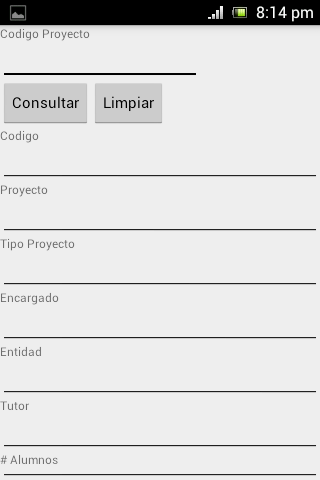 8:14 pm
Codigo Proyecto
Consultar Limpiar
Codigo
Proyecto
Tipo Proyecto
Encargado
Entidad
Tutor
# Alumnos